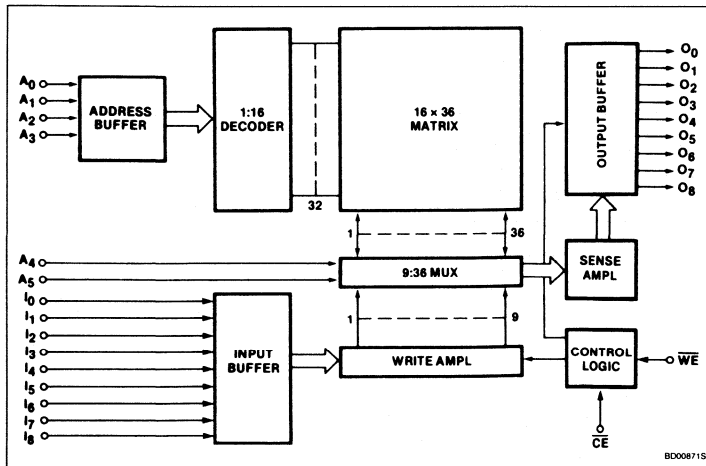 A0
A1
A2
A3
ADDRESS
BUFFER
1:16
DECODER
32
16 × 36
MATRIX
OUTPUT BUFFER
O0
O1
O2
O3
O4
O5
O6
O7
O8
1
36
A4
A5
9:36 MUX
SENSE
AMPL
I0
I1
I2
I3
I4
I5
I6
I7
I8
INPUT
BUFFER
1
9
WRITE AMPL
CONTROL
LOGIC
WE
CE
BD00871S